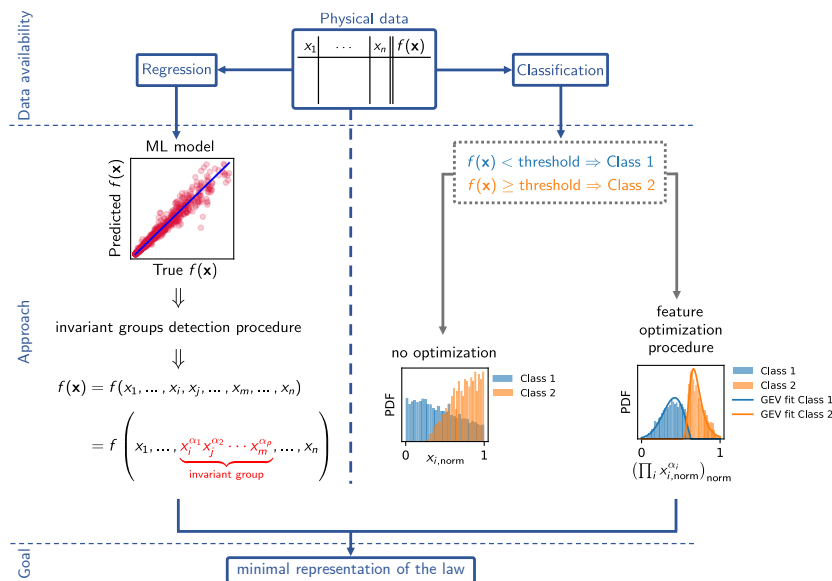 Data availability
Physical data
x₁ ⋯ xₙ f(𝐱)
Regression
Classification
Approach
ML model
Predicted f(𝐱)
True f(𝐱)
⇓
invariant groups detection procedure
⇓
f(𝐱) = f(x₁, ... , xᵢ, xⱼ, ... , xₘ, ... , xₙ)
= f (x₁, ... , xᵢ^{α₁} xⱼ^{α₂} ⋯ xₘ^{αₚ}, ... , xₙ)
invariant group
f(𝐱) < threshold ⇒ Class 1
f(𝐱) ≥ threshold ⇒ Class 2
no optimization
PDF
Class 1
Class 2
0 1
x_{i,norm}
feature
optimization
procedure
PDF
Class 1
Class 2
GEV fit Class 1
GEV fit Class 2
0 1
(∏ᵢ x_{i,norm}^{αᵢ})_{norm}
Goal
minimal representation of the law